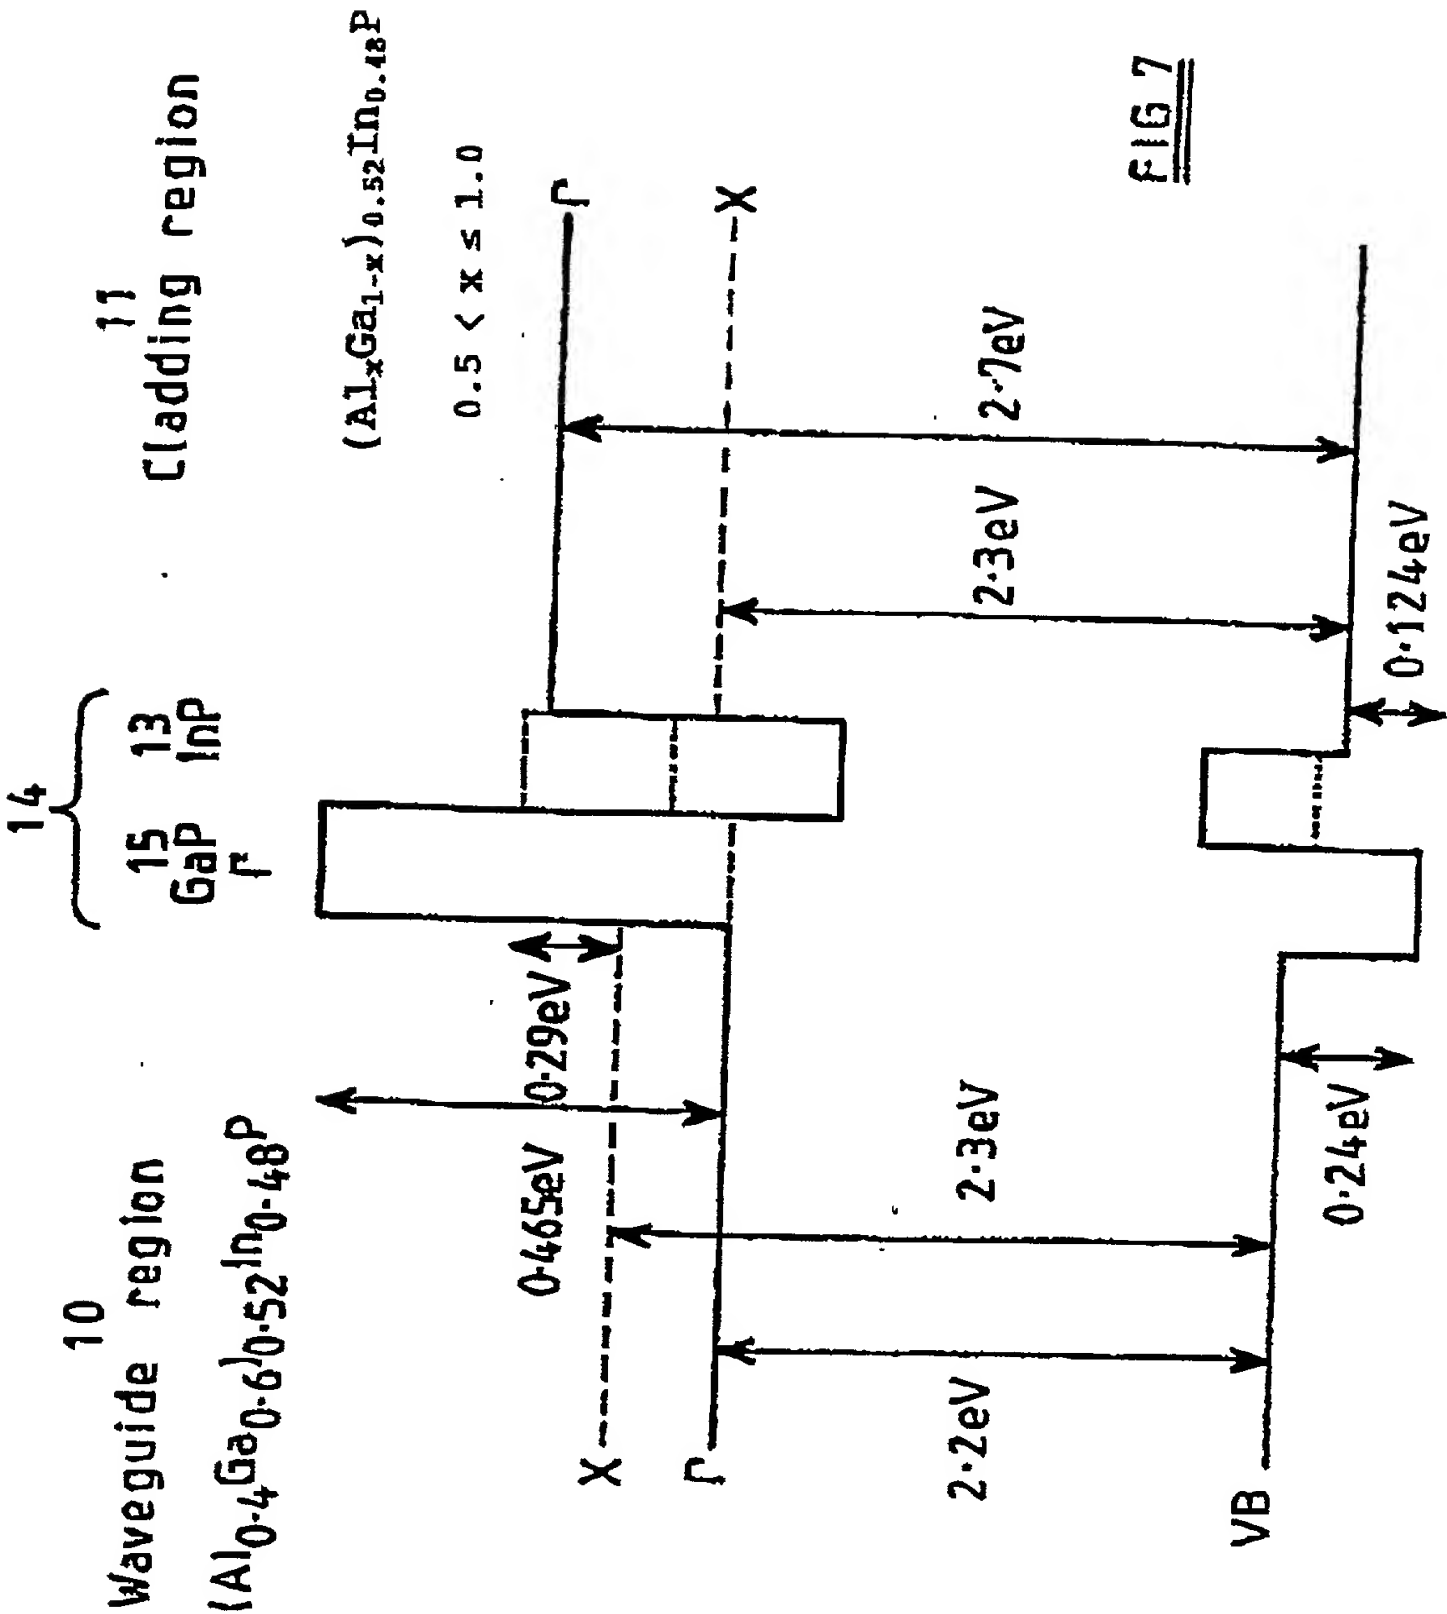 14
10
Waveguide region
(Al0.4Ga0.6)0.52In0.48P
15
GaP
Γ
13
InP
11
Cladding region
(AlxGa1-x)0.52In0.48P
0.5 < x ≤ 1.0
X
Γ
0.465eV
0.29eV
Γ
X
2.2eV
2.3eV
2.3eV
2.7eV
VB
0.24eV
0.124eV
FIG 7